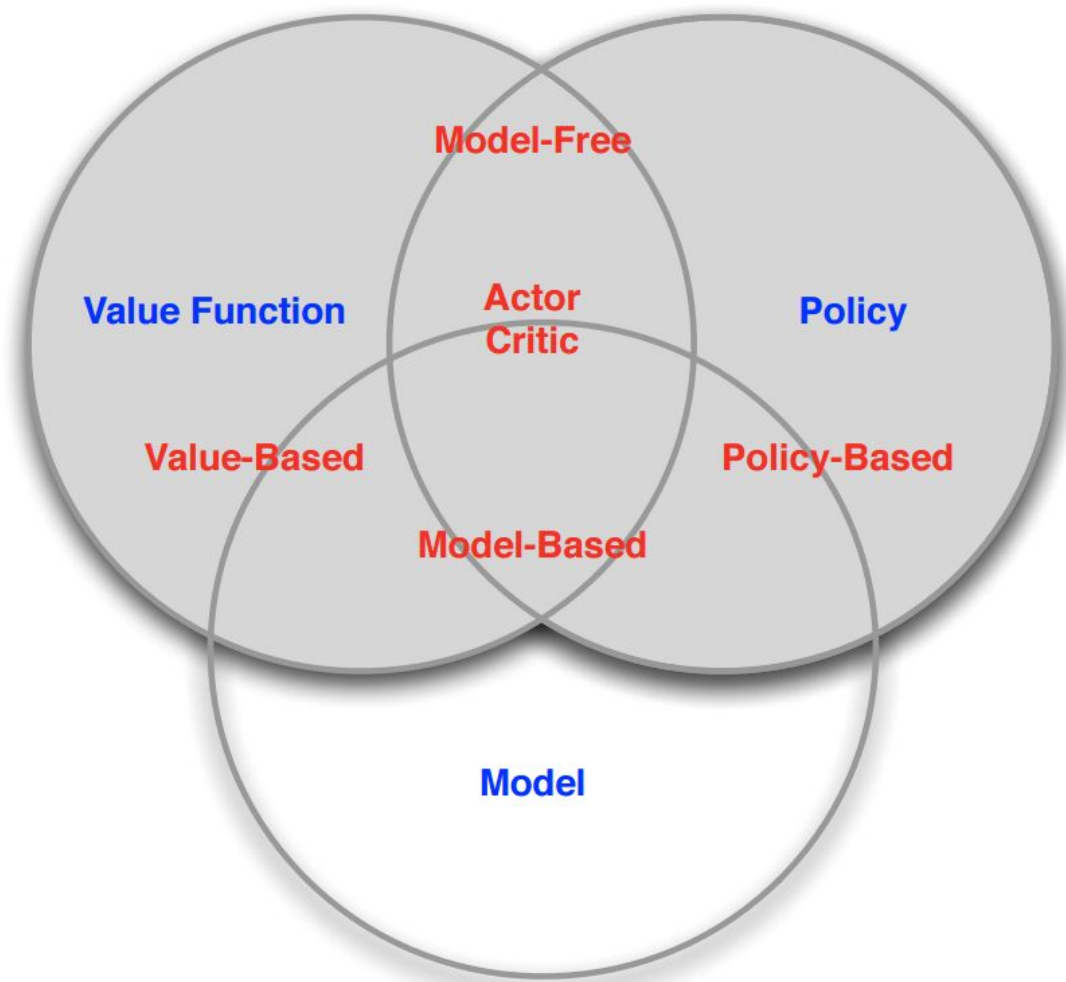 Model-Free
Value Function
Actor
Critic
Policy
Value-Based
Policy-Based
Model-Based
Model